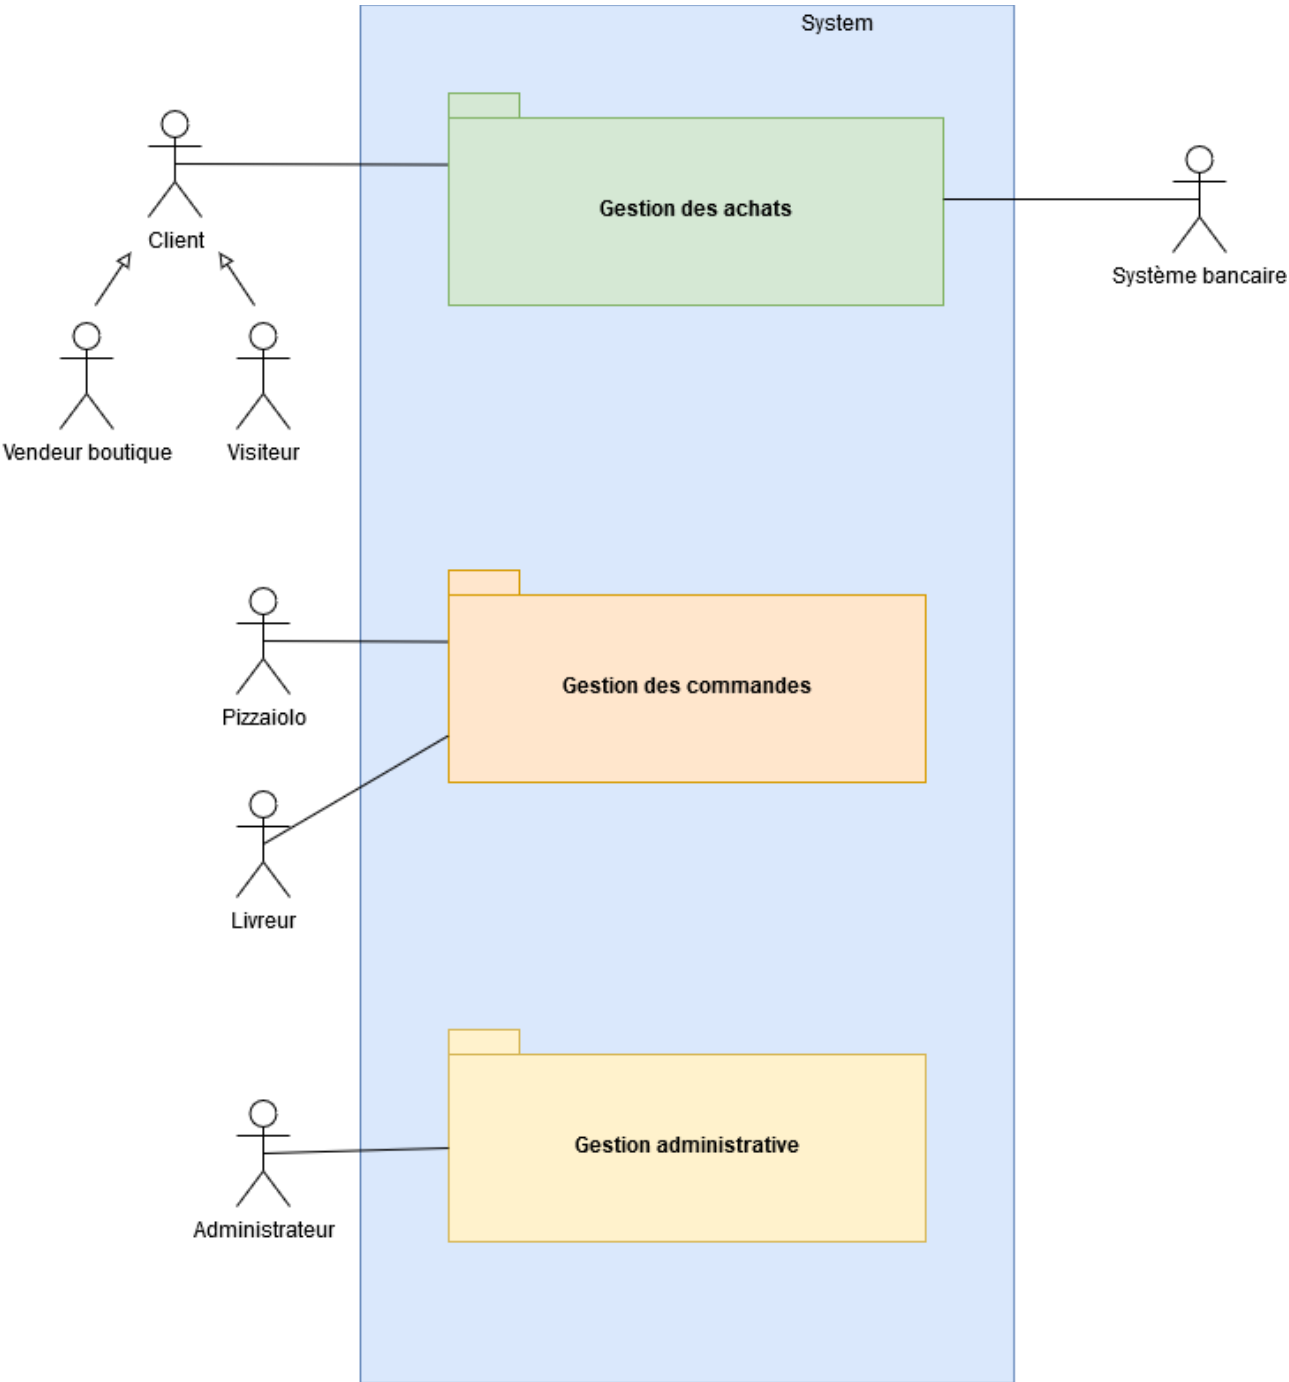 System
Gestion des achats
Client
Système bancaire
Vendeur boutique
Visiteur
Gestion des commandes
Pizzaiolo
Livreur
Gestion administrative
Administrateur